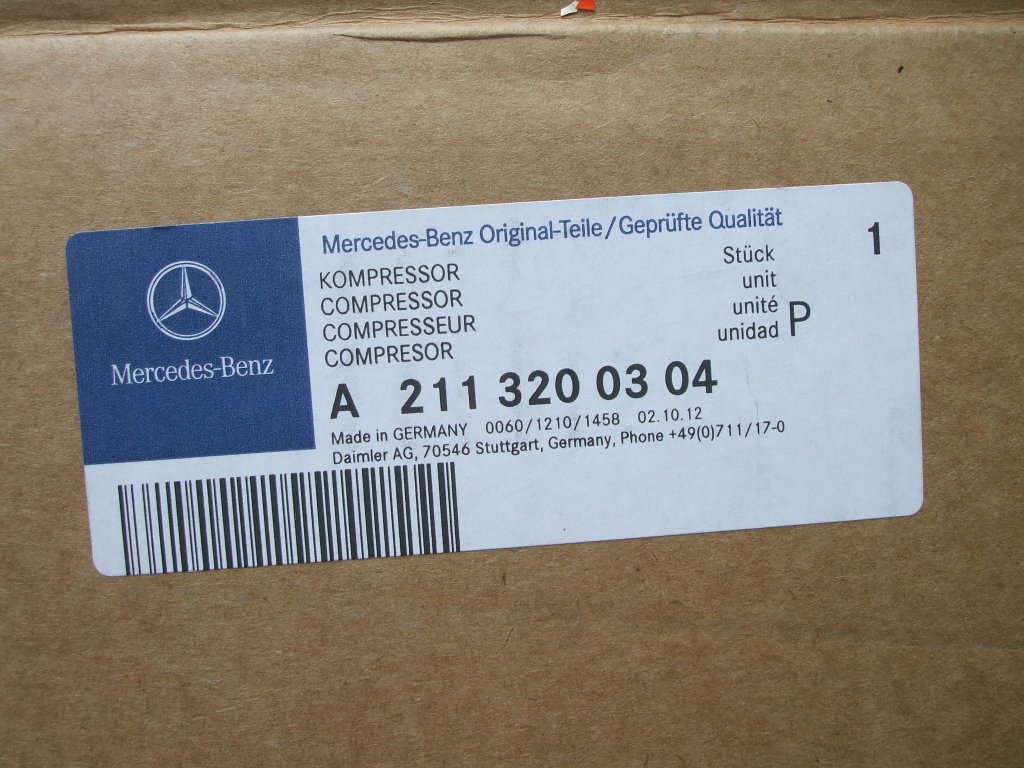 Mercedes-Benz
Mercedes-Benz Original-Teile/Geprüfte Qualität
KOMPRESSOR
COMPRESSOR
COMPRESSEUR
COMPRESOR
Stück
unit
unité
unidad P
1
A 211 320 03 04
Made in GERMANY 0060/1210/1458 02.10.12
Daimler AG, 70546 Stuttgart, Germany, Phone +49(0)711/17-0